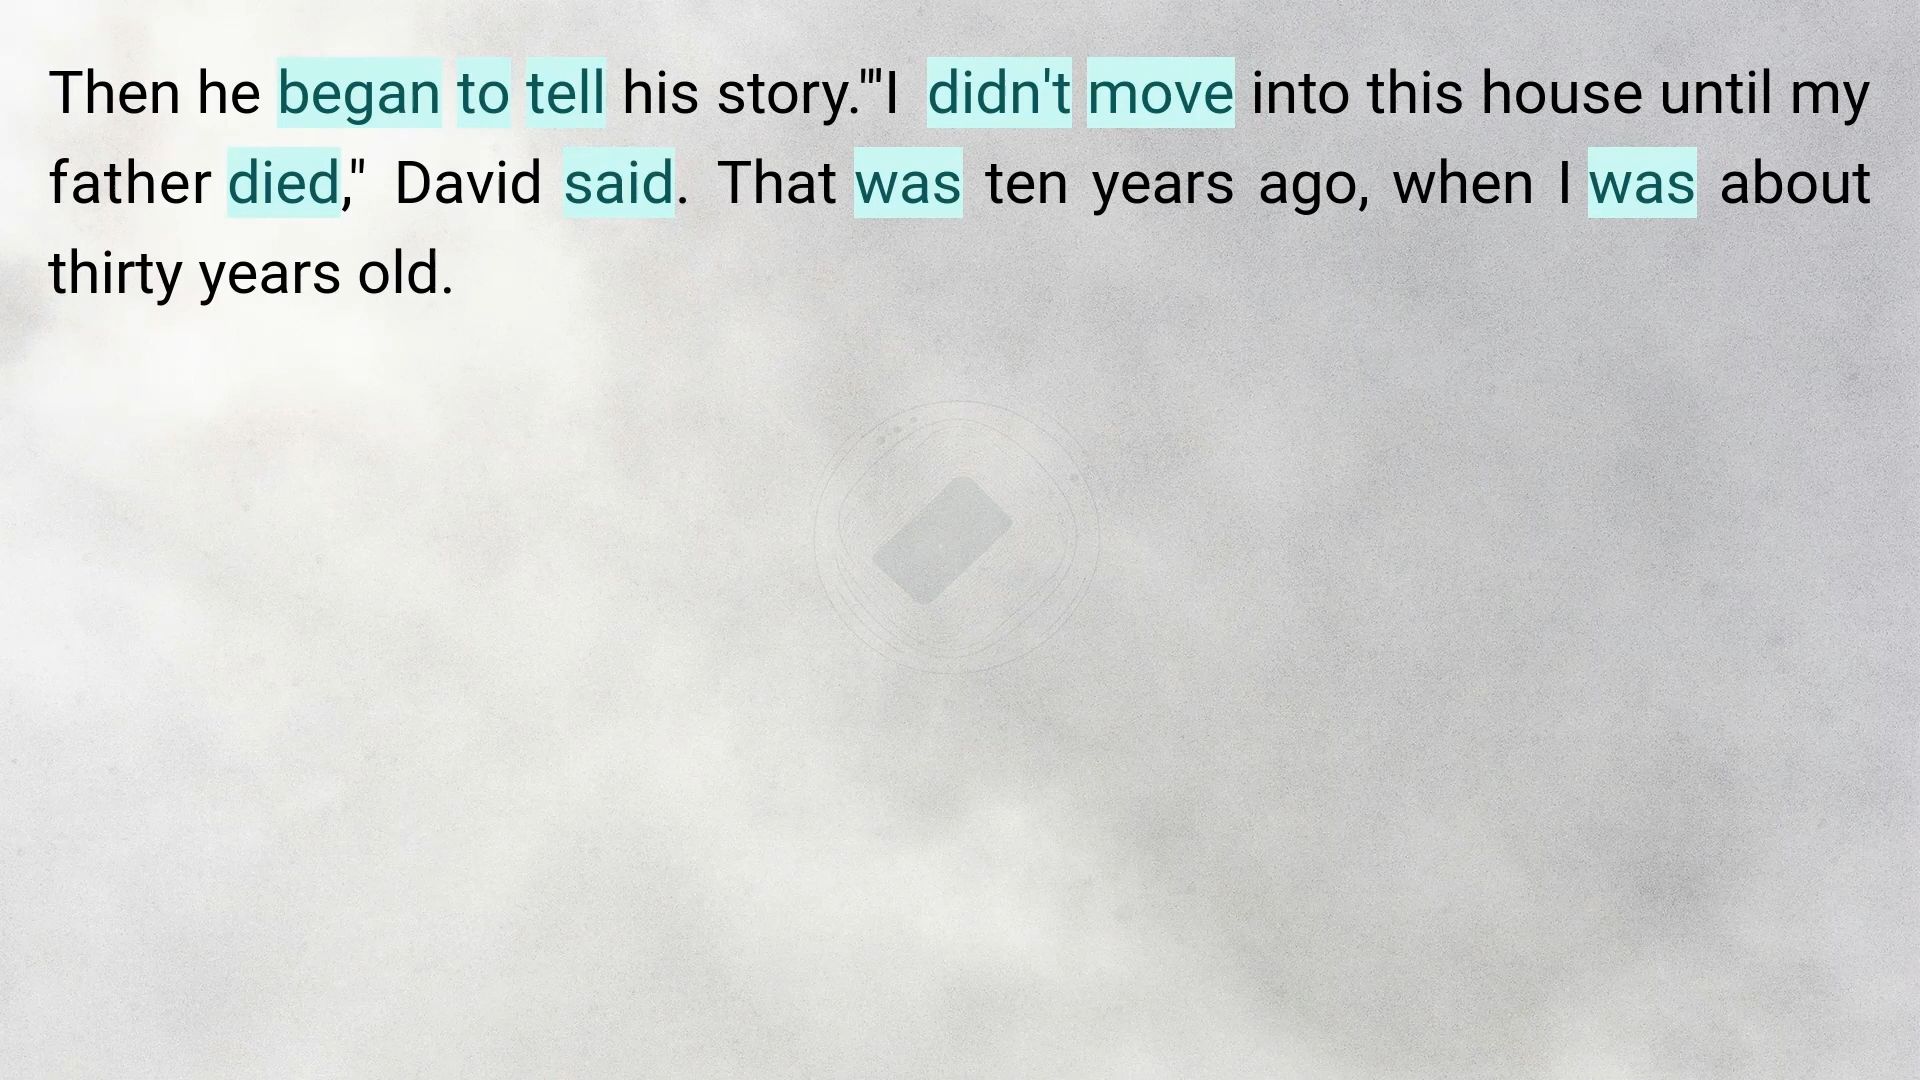 Then he began to tell his story."'I didn't move into this house until my
father died," David said. That was ten years ago, when I was about
thirty years old.